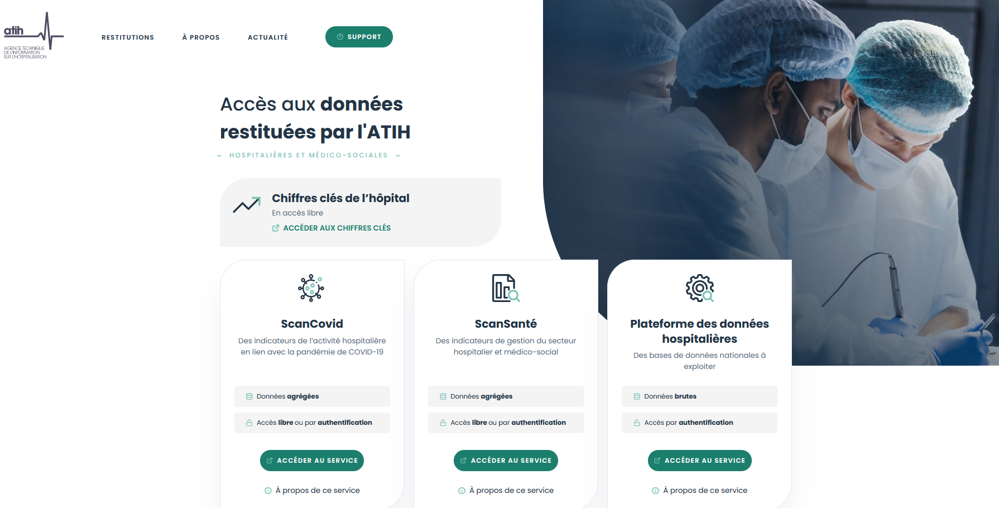 atih
AGENCE TECHNIQUE
DE L'INFORMATION
SUR L'HOSPITALISATION
RESTITUTIONS
À PROPOS
ACTUALITÉ
SUPPORT
Accès aux données
restituées par l'ATIH
– HOSPITALIÈRES ET MÉDICO-SOCIALES –
Chiffres clés de l’hôpital
En accès libre
ACCÉDER AUX CHIFFRES CLÉS
ScanCovid
Des indicateurs de l’activité hospitalière
en lien avec la pandémie de COVID-19
Données agrégées
Accès libre ou par authentification
ACCÉDER AU SERVICE
À propos de ce service
ScanSanté
Des indicateurs de gestion du secteur
hospitalier et médico-social
Données agrégées
Accès libre ou par authentification
ACCÉDER AU SERVICE
À propos de ce service
Plateforme des données
hospitalières
Des bases de données nationales à
exploiter
Données brutes
Accès par authentification
ACCÉDER AU SERVICE
À propos de ce service